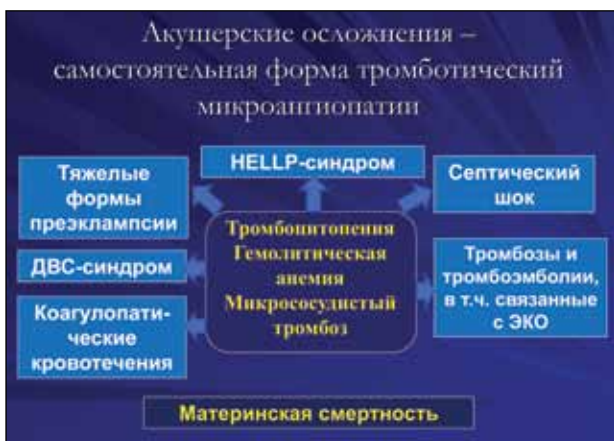 Акушерские осложнения –
самостоятельная форма тромботический
микроангиопатии
HELLP-синдром
Тяжелые
формы
преэклампсии
Септический
шок
Тромбоцитопения
Гемолитическая
анемия
Микрососудистый
тромбоз
ДВС-синдром
Тромбозы и
тромбоэмболии,
в т.ч. связанные
с ЭКО
Коагулопати-
ческие
кровотечения
Материнская смертность